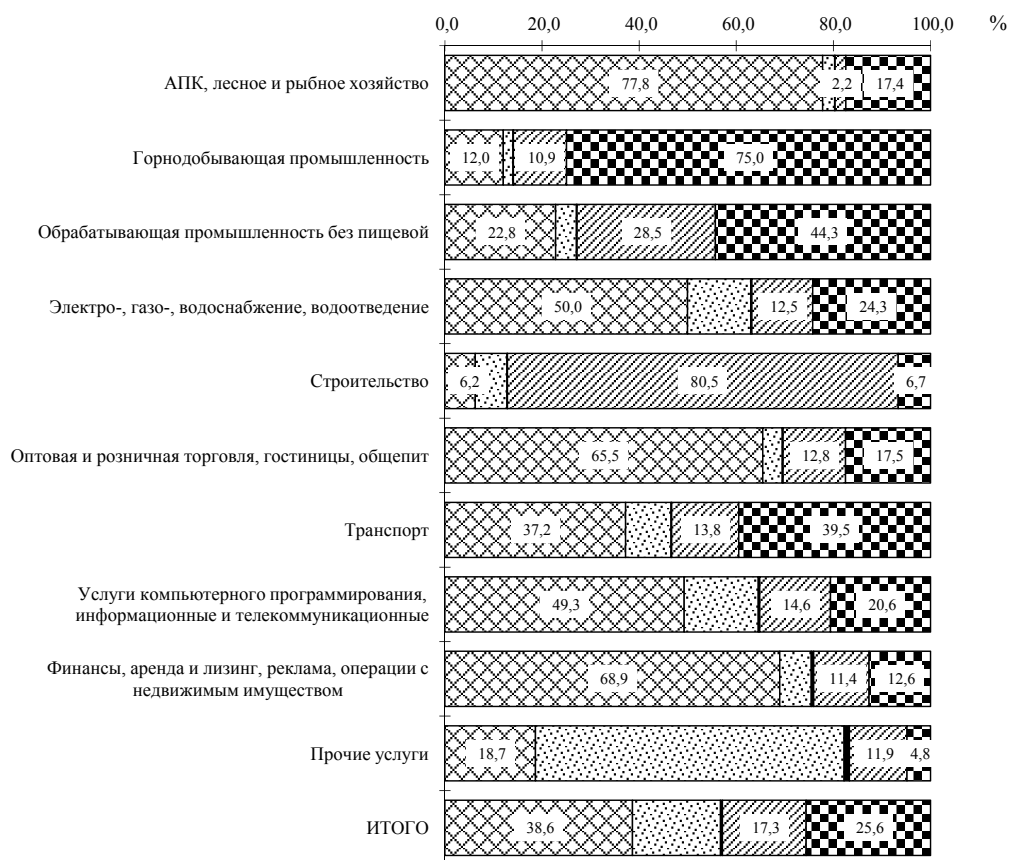 0,0 20,0 40,0 60,0 80,0 100,0 %
АПК, лесное и рыбное хозяйство 77,8 2,2 17,4
Горнодобывающая промышленность 12,0 10,9 75,0
Обрабатывающая промышленность без пищевой 22,8 28,5 44,3
Электро-, газо-, водоснабжение, водоотведение 50,0 12,5 24,3
Строительство 6,2 80,5 6,7
Оптовая и розничная торговля, гостиницы, общепит 65,5 12,8 17,5
Транспорт 37,2 13,8 39,5
Услуги компьютерного программирования,
информационные и телекоммуникационные 49,3 14,6 20,6
Финансы, аренда и лизинг, реклама, операции с
недвижимым имуществом 68,9 11,4 12,6
Прочие услуги 18,7 11,9 4,8
ИТОГО 38,6 17,3 25,6